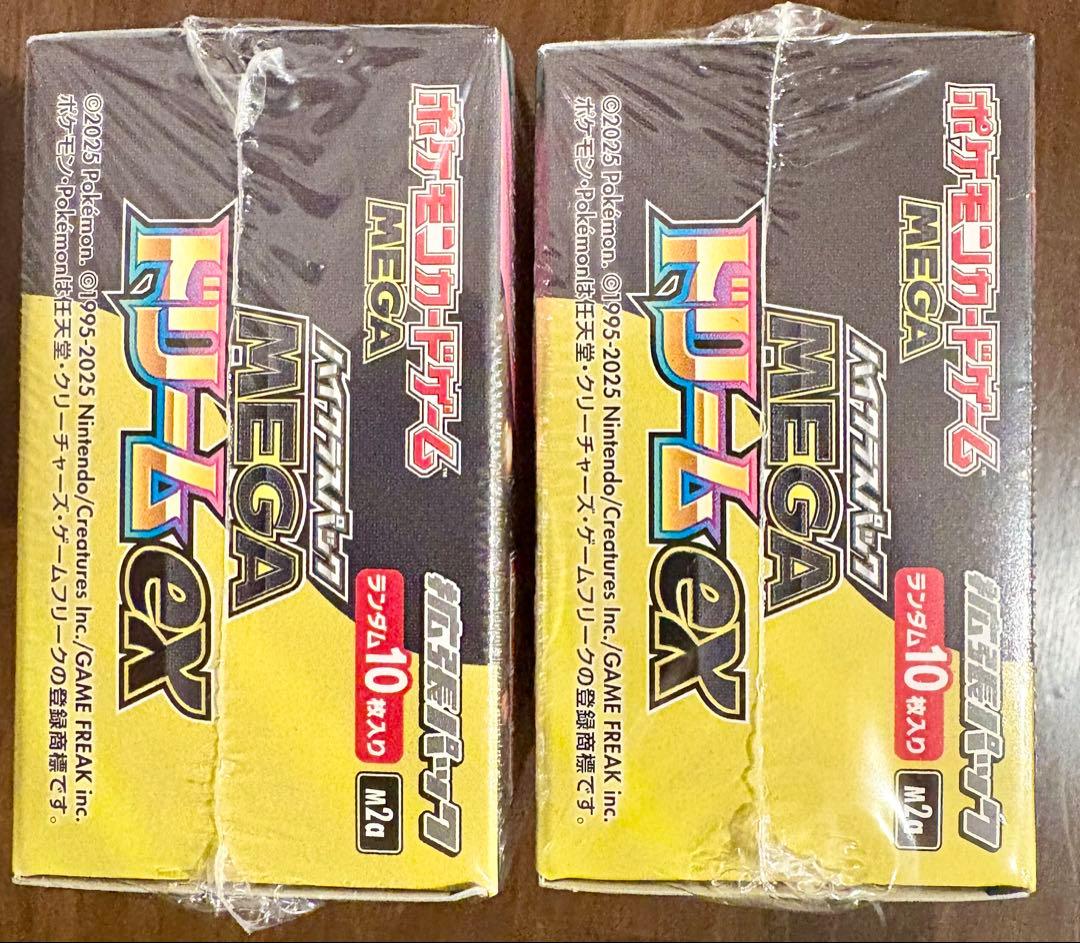 ポケモンカードゲーム
MEGA
拡張パック
ハイクラスパック
MEGA
ドリームex
ランダム10枚入り
M2a
©2025 Pokémon. ©1995-2025 Nintendo/Creatures Inc./GAME FREAK inc.
ポケモン・Pokémonは任天堂・クリーチャーズ・ゲームフリークの登録商標です。
ポケモンカードゲーム
MEGA
拡張パック
ハイクラスパック
MEGA
ドリームex
ランダム10枚入り
M2a
©2025 Pokémon. ©1995-2025 Nintendo/Creatures Inc./GAME FREAK inc.
ポケモン・Pokémonは任天堂・クリーチャーズ・ゲームフリークの登録商標です。